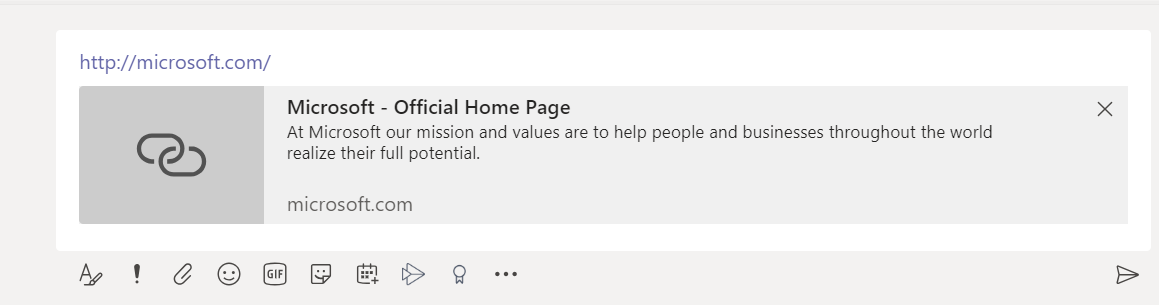 http://microsoft.com/
Microsoft - Official Home Page
At Microsoft our mission and values are to help people and businesses throughout the world
realize their full potential.
microsoft.com
GIF